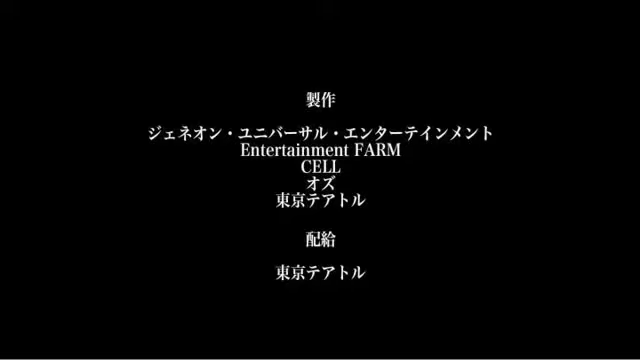 製作
ジェネオン・ユニバーサル・エンターテインメント
Entertainment FARM
CELL
オズ
東京テアトル
配給
東京テアトル